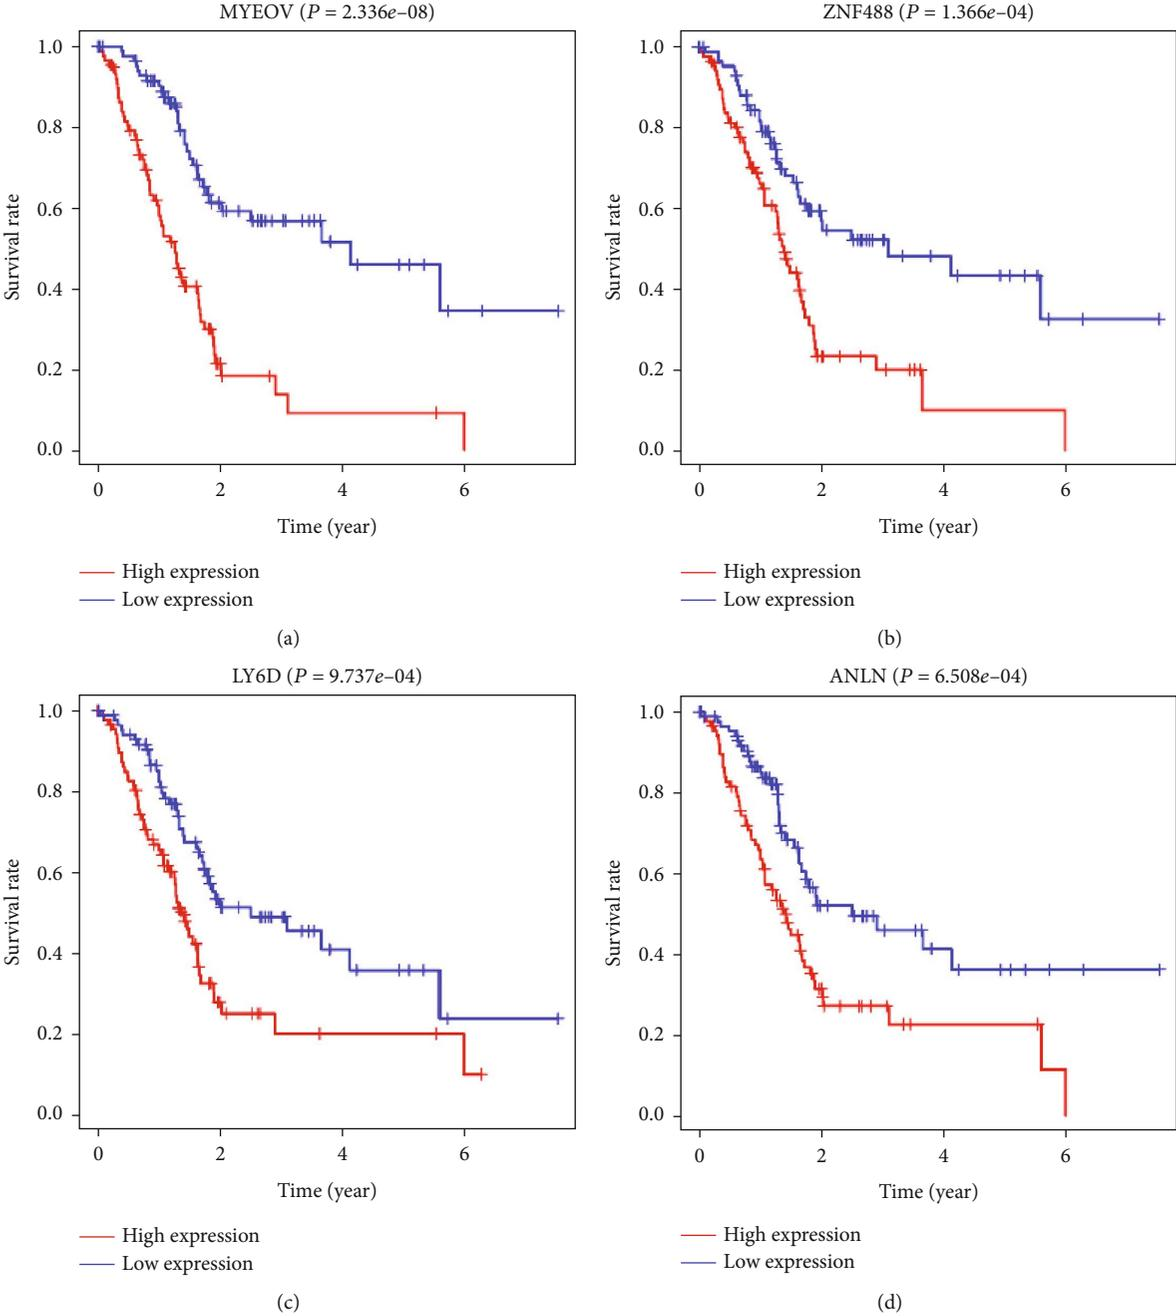 MYEOV (P = 2.336e–08)
Survival rate
1.0
0.8
0.6
0.4
0.2
0.0
0 2 4 6
Time (year)
High expression
Low expression
(a)
ZNF488 (P = 1.366e–04)
Survival rate
1.0
0.8
0.6
0.4
0.2
0.0
0 2 4 6
Time (year)
High expression
Low expression
(b)
LY6D (P = 9.737e–04)
Survival rate
1.0
0.8
0.6
0.4
0.2
0.0
0 2 4 6
Time (year)
High expression
Low expression
(c)
ANLN (P = 6.508e–04)
Survival rate
1.0
0.8
0.6
0.4
0.2
0.0
0 2 4 6
Time (year)
High expression
Low expression
(d)